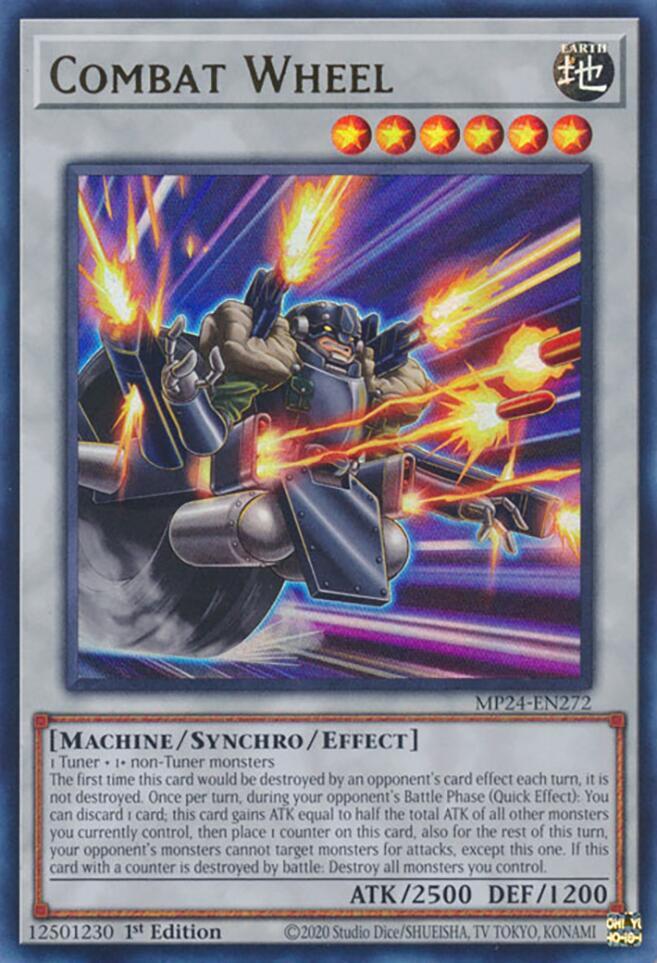 COMBAT WHEEL
EARTH
地
MP24-EN272
[MACHINE/SYNCHRO/EFFECT]
1 Tuner + 1+ non-Tuner monsters
The first time this card would be destroyed by an opponent's card effect each turn, it is
not destroyed. Once per turn, during your opponent's Battle Phase (Quick Effect): You
can discard 1 card; this card gains ATK equal to half the total ATK of all other monsters
you currently control, then place 1 counter on this card, also for the rest of this turn,
your opponent's monsters cannot target monsters for attacks, except this one. If this
card with a counter is destroyed by battle: Destroy all monsters you control.
ATK/2500 DEF/1200
12501230 1st Edition ©2020 Studio Dice/SHUEISHA, TV TOKYO, KONAMI